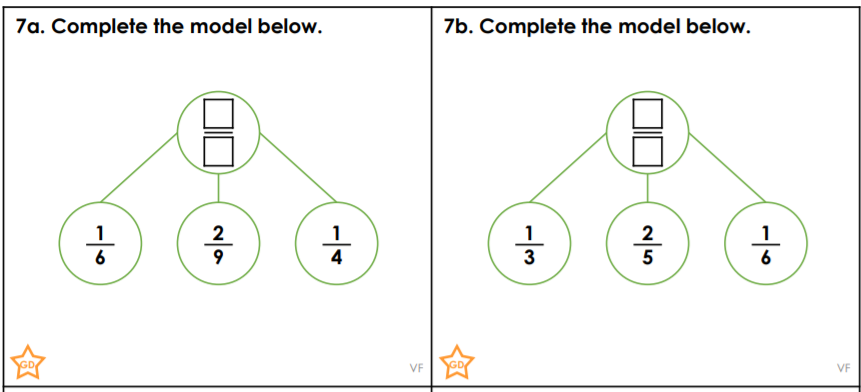 7a. Complete the model below.
1 2 1
6 9 4
GD
VF
7b. Complete the model below.
1 2 1
3 5 6
GD
VF